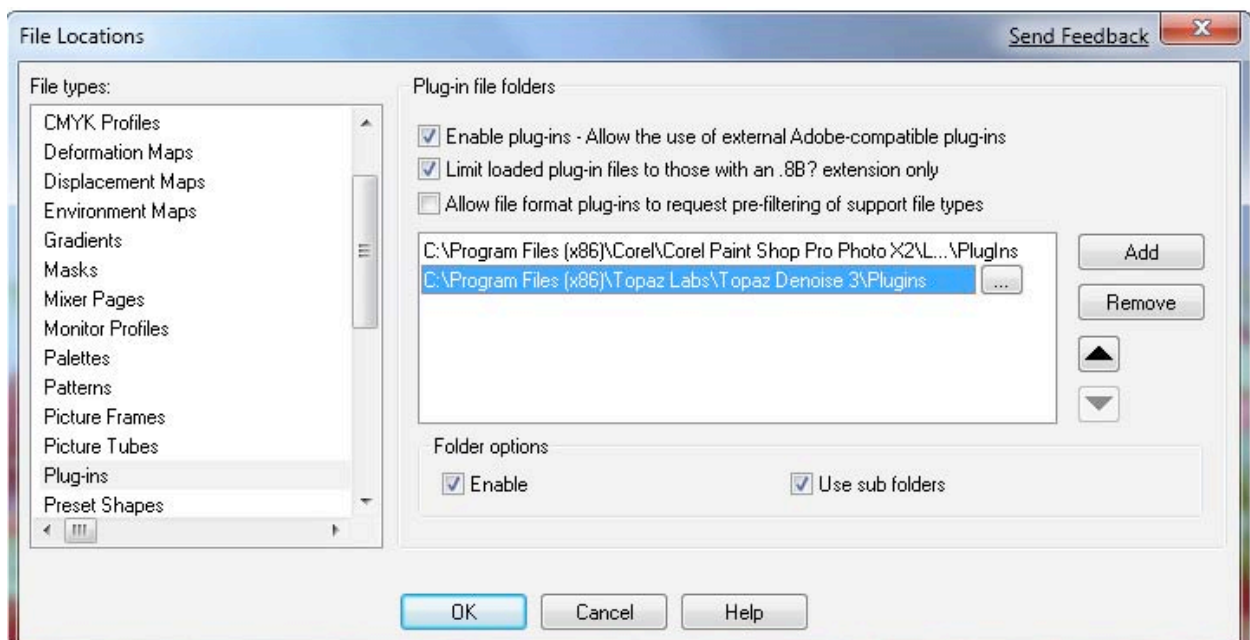 File Locations
Send Feedback
File types:
CMYK Profiles
Deformation Maps
Displacement Maps
Environment Maps
Gradients
Masks
Mixer Pages
Monitor Profiles
Palettes
Patterns
Picture Frames
Picture Tubes
Plug-ins
Preset Shapes
Plug-in file folders
Enable plug-ins - Allow the use of external Adobe-compatible plug-ins
Limit loaded plug-in files to those with an .8B? extension only
Allow file format plug-ins to request pre-filtering of support file types
C:\Program Files (x86)\Corel\Corel Paint Shop Pro Photo X2\L...\PlugIns
C:\Program Files (x86)\Topaz Labs\Topaz Denoise 3\Plugins
...
Add
Remove
Folder options
Enable
Use sub folders
OK
Cancel
Help